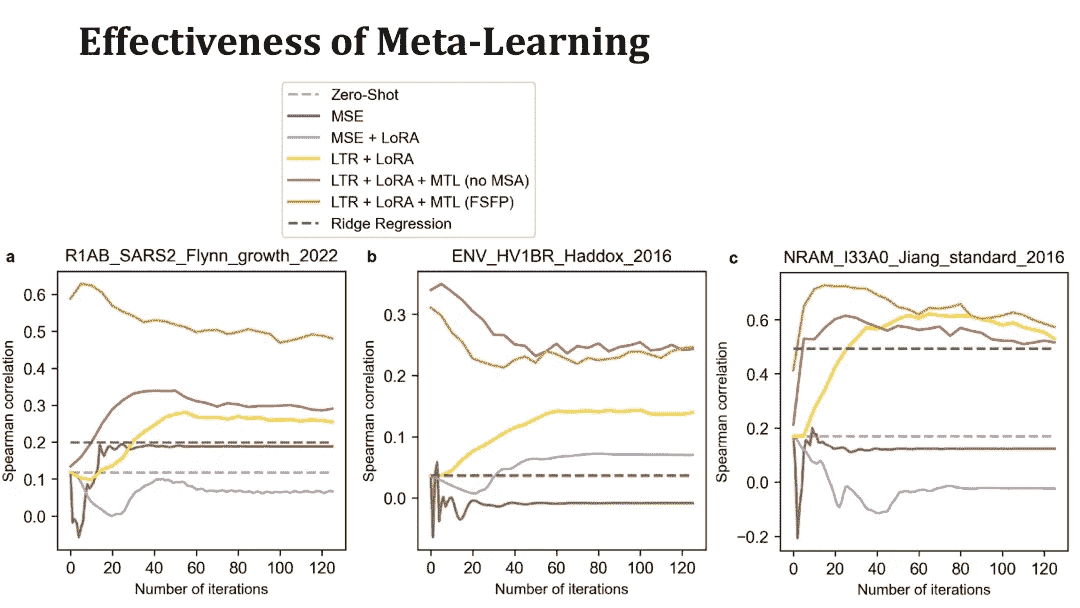 Effectiveness of Meta-Learning
Zero-Shot
MSE
MSE + LoRA
LTR + LoRA
LTR + LoRA + MTL (no MSA)
LTR + LoRA + MTL (FSFP)
Ridge Regression
a R1AB_SARS2_Flynn_growth_2022
0.6
0.5
0.4
0.3
0.2
0.1
0.0
Spearman correlation
0 20 40 60 80 100 120
Number of iterations
b ENV_HV1BR_Haddox_2016
0.3
0.2
0.1
0.0
Spearman correlation
0 20 40 60 80 100 120
Number of iterations
c NRAM_I33A0_Jiang_standard_2016
0.6
0.4
0.2
0.0
−0.2
Spearman correlation
0 20 40 60 80 100 120
Number of iterations